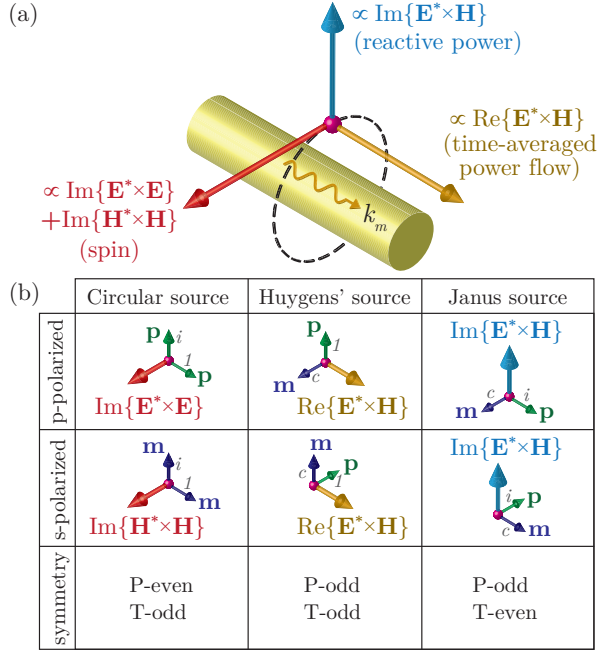 (a)
∝ Im{E*×H}
(reactive power)
∝ Re{E*×H}
(time-averaged
power flow)
∝ Im{E*×E}
+Im{H*×H}
(spin)
k_m
(b)
Circular source
Huygens' source
Janus source
p-polarized
p i
1 p
Im{E*×E}
p
1
m c
Re{E*×H}
Im{E*×H}
c i
m p
s-polarized
m i
1 m
Im{H*×H}
m
c p
1
Re{E*×H}
Im{E*×H}
i p
c m
symmetry
P-even
T-odd
P-odd
T-odd
P-odd
T-even